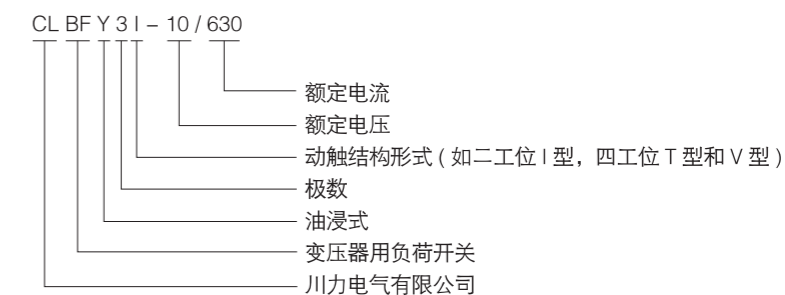 CL BF Y 3 I – 10 / 630
额定电流
额定电压
动触结构形式 ( 如二工位 I 型，四工位 T 型和 V 型 )
极数
油浸式
变压器用负荷开关
川力电气有限公司